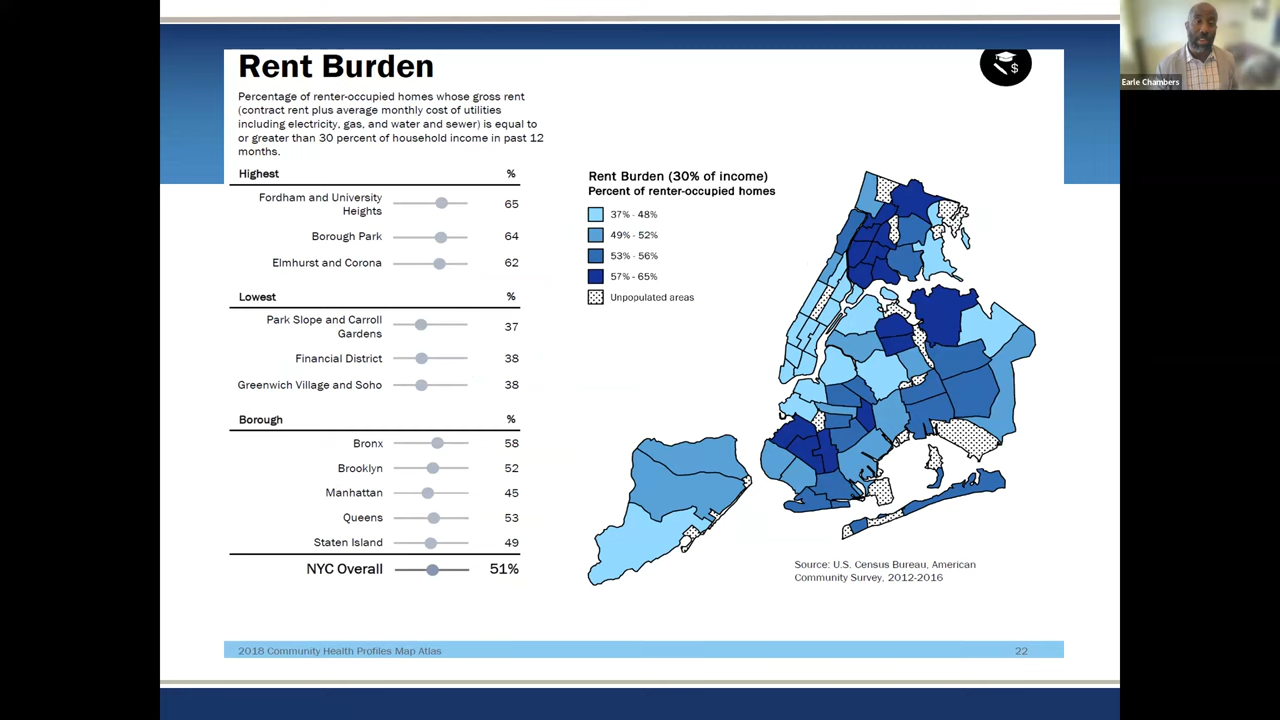 Rent Burden
$
Earle Chambers
Percentage of renter-occupied homes whose gross rent
(contract rent plus average monthly cost of utilities
including electricity, gas, and water and sewer) is equal to
or greater than 30 percent of household income in past 12
months.
Highest %
Fordham and University
Heights 65
Borough Park 64
Elmhurst and Corona 62
Lowest %
Park Slope and Carroll
Gardens 37
Financial District 38
Greenwich Village and Soho 38
Borough %
Bronx 58
Brooklyn 52
Manhattan 45
Queens 53
Staten Island 49
NYC Overall 51%
Rent Burden (30% of income)
Percent of renter-occupied homes
37% - 48%
49% - 52%
53% - 56%
57% - 65%
Unpopulated areas
Source: U.S. Census Bureau, American
Community Survey, 2012-2016
2018 Community Health Profiles Map Atlas 22